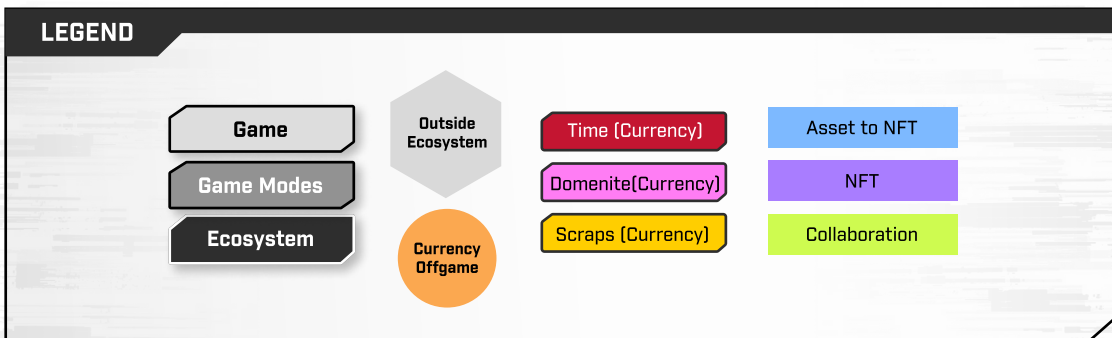 LEGEND
Game
Game Modes
Ecosystem
Outside
Ecosystem
Currency
Offgame
Time (Currency)
Domenite(Currency)
Scraps (Currency)
Asset to NFT
NFT
Collaboration